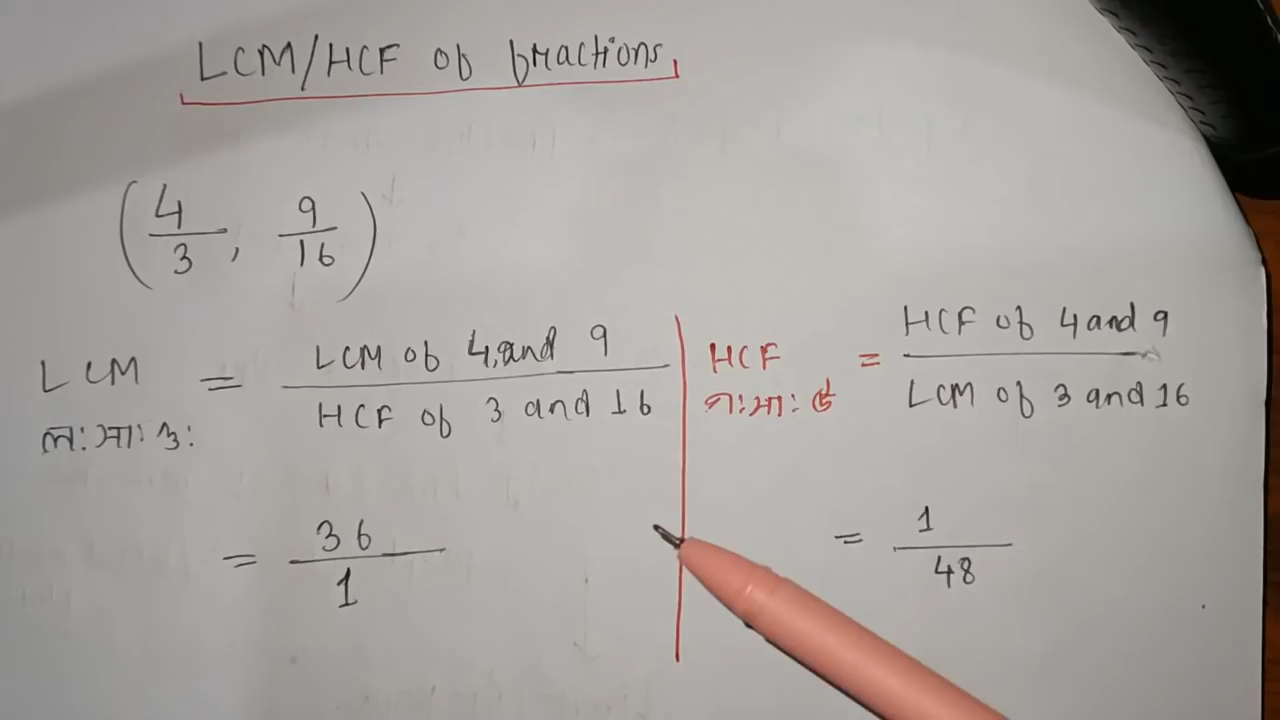 LCM/HCF of fractions
(4/3, 9/16)
LCM = LCM of 4, and 9 / HCF of 3 and 16
ল:সা:গু:
= 36/1
HCF = HCF of 4 and 9 / LCM of 3 and 16
গ:সা:
= 1/48